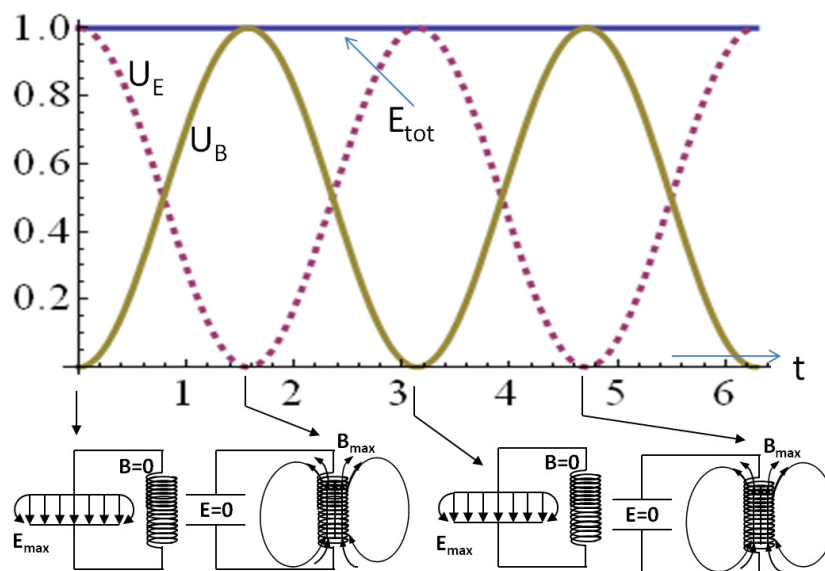 1.0
U_E
0.8
E_tot
U_B
0.6
0.4
0.2
1 2 3 4 5 6 t
B_max B_max
B=0 B=0
E=0 E=0
E_max E_max